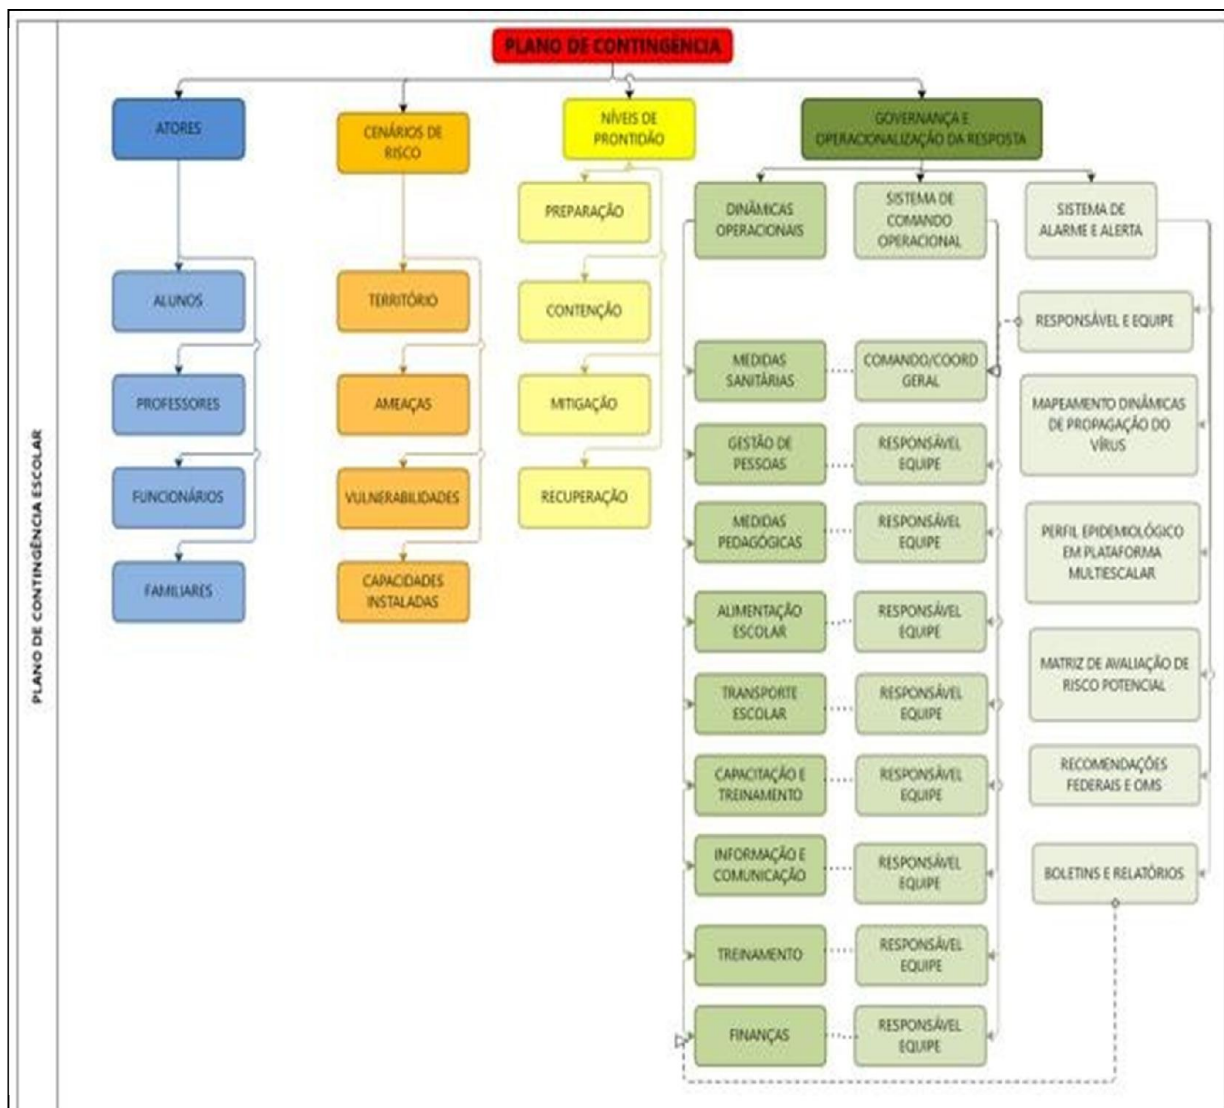 PLANO DE CONTINGÊNCIA ESCOLAR
PLANO DE CONTINGÊNCIA
ATORES
ALUNOS
PROFESSORES
FUNCIONÁRIOS
FAMILIARES
CENÁRIOS DE
RISCO
TERRITÓRIO
AMEAÇAS
VULNERABILIDADES
CAPACIDADES
INSTALADAS
NÍVEIS DE
PRONTIDÃO
PREPARAÇÃO
CONTENÇÃO
MITIGAÇÃO
RECUPERAÇÃO
GOVERNANÇA E
OPERACIONALIZAÇÃO DA RESPOSTA
DINÂMICAS
OPERACIONAIS
MEDIDAS
SANITÁRIAS
GESTÃO DE
PESSOAS
MEDIDAS
PEDAGÓGICAS
ALIMENTAÇÃO
ESCOLAR
TRANSPORTE
ESCOLAR
CAPACITAÇÃO E
TREINAMENTO
INFORMAÇÃO E
COMUNICAÇÃO
TREINAMENTO
FINANÇAS
SISTEMA DE
COMANDO
OPERACIONAL
COMANDO/COORD
GERAL
RESPONSÁVEL
EQUIPE
RESPONSÁVEL
EQUIPE
RESPONSÁVEL
EQUIPE
RESPONSÁVEL
EQUIPE
RESPONSÁVEL
EQUIPE
RESPONSÁVEL
EQUIPE
RESPONSÁVEL
EQUIPE
RESPONSÁVEL
EQUIPE
SISTEMA DE
ALARME E ALERTA
RESPONSÁVEL E EQUIPE
MAPEAMENTO DINÂMICAS
DE PROPAGAÇÃO DO
VÍRUS
PERFIL EPIDEMIOLÓGICO
EM PLATAFORMA
MULTIESCALAR
MATRIZ DE AVALIAÇÃO DE
RISCO POTENCIAL
RECOMENDAÇÕES
FEDERAIS E OMS
BOLETINS E RELATÓRIOS